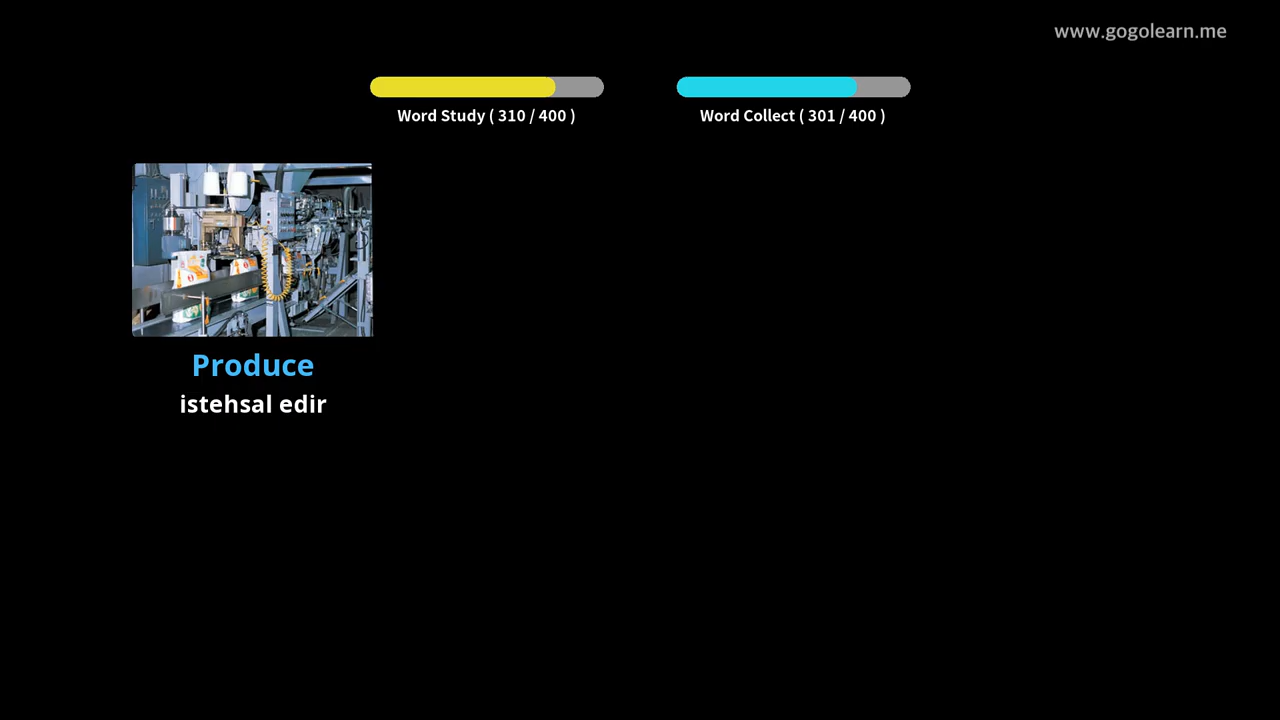 www.gogolearn.me
Word Study ( 310 / 400 )
Word Collect ( 301 / 400 )
Produce
istehsal edir